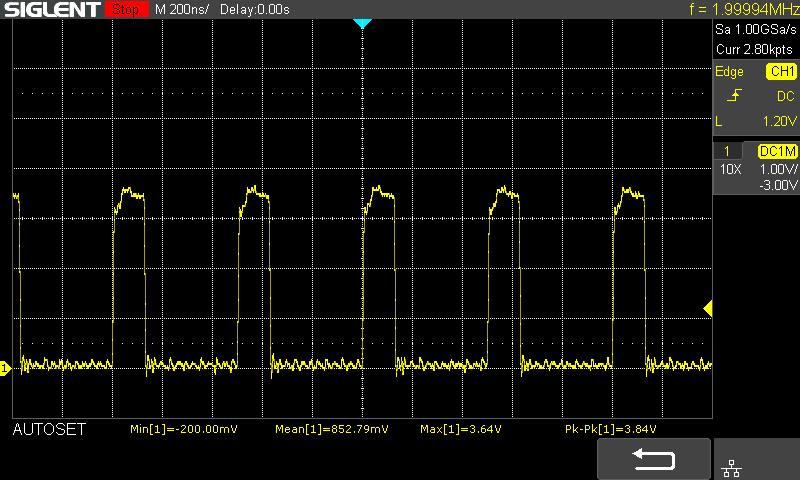 SIGLENT Stop M 200ns/ Delay:0.00s f = 1.99994MHz
Sa 1.00GSa/s
Curr 2.80kpts
Edge CH1
DC
L 1.20V
1 DC1M
10X 1.00V/
-3.00V
1
AUTOSET Min[1]=-200.00mV Mean[1]=852.79mV Max[1]=3.64V Pk-Pk[1]=3.84V